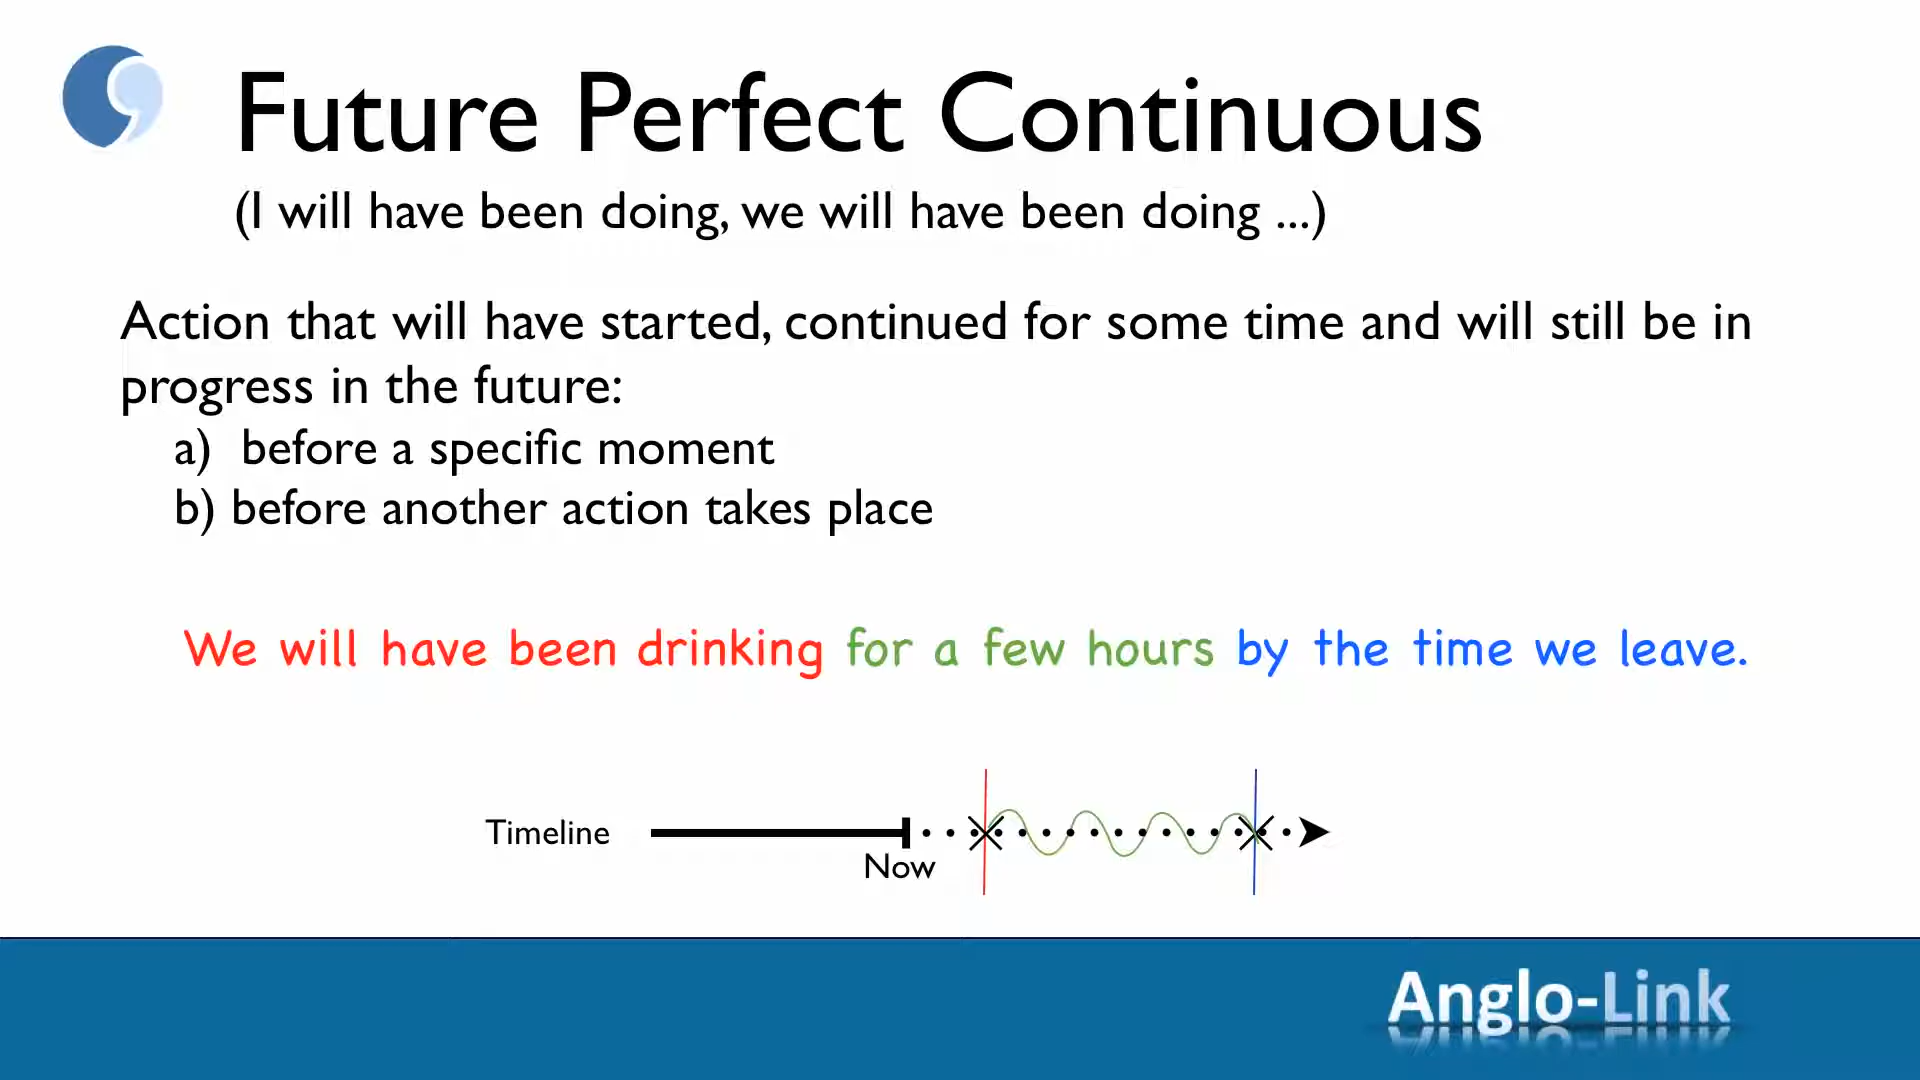 Future Perfect Continuous
(I will have been doing, we will have been doing ...)
Action that will have started, continued for some time and will still be in
progress in the future:
a) before a specific moment
b) before another action takes place
We will have been drinking for a few hours by the time we leave.
Timeline
Now
Anglo-Link